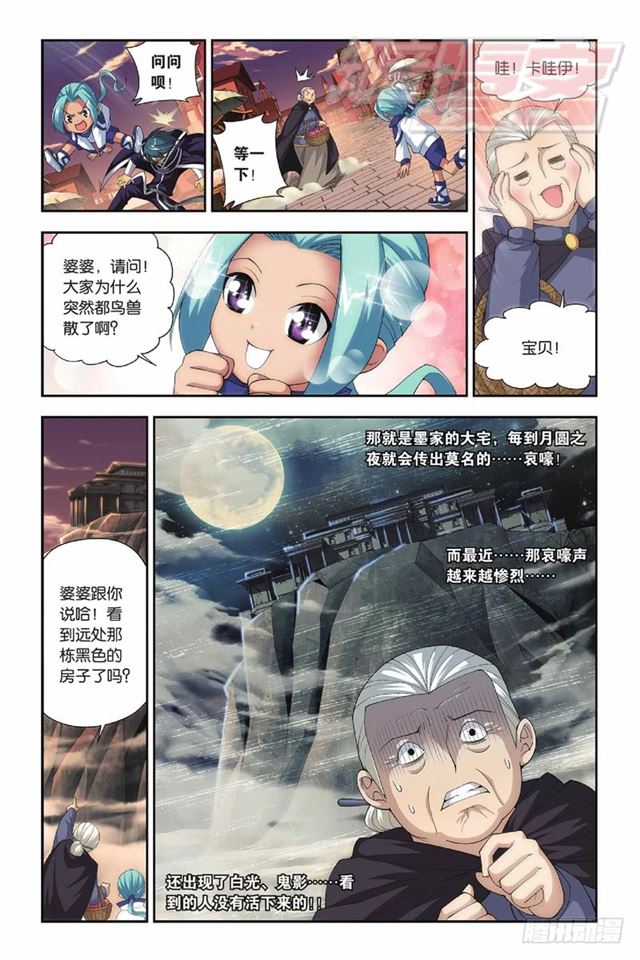 问问
呗！
等一
下！
哇！卡哇伊！
婆婆，请问！
大家为什么
突然都鸟兽
散了啊？
宝贝！
婆婆跟你
说哈！看
到远处那
栋黑色的
房子了吗？
那就是墨家的大宅，每到月圆之
夜就会传出莫名的……哀嚎！
而最近……那哀嚎声
越来越惨烈……
还出现了白光、鬼影……看
到的人没有活下来的！！
腾讯动漫